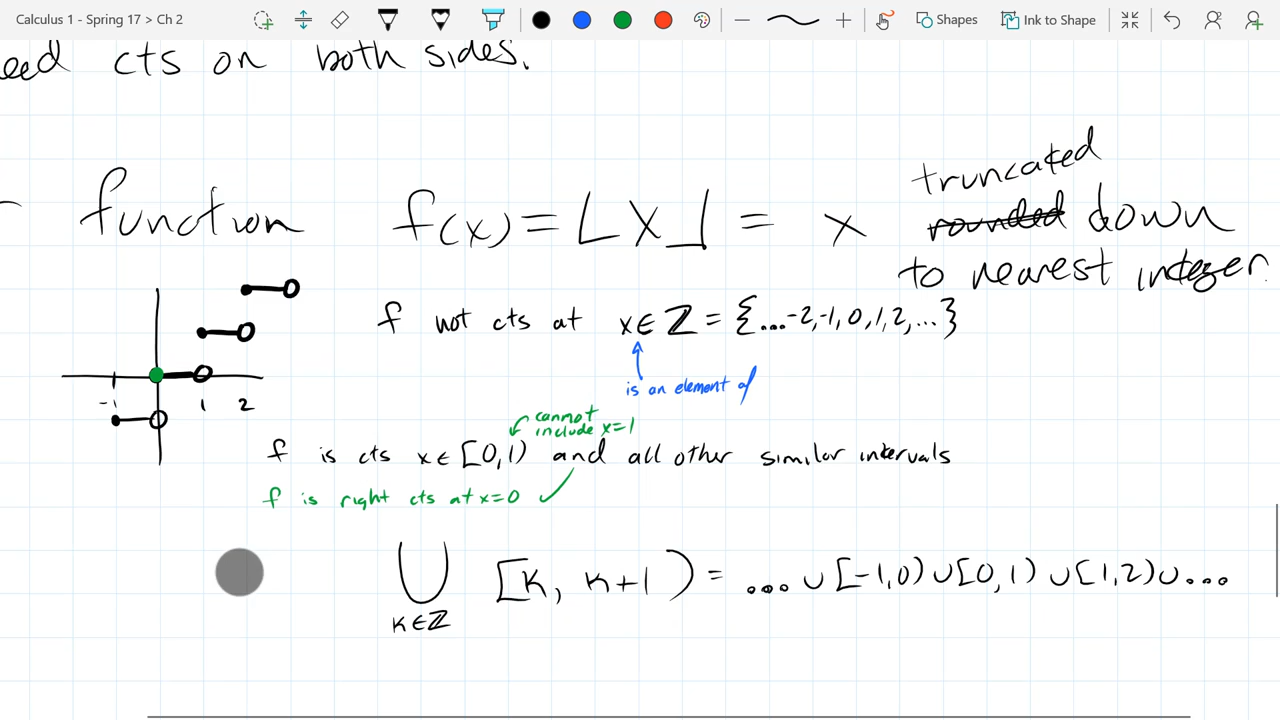 Calculus 1 - Spring 17 > Ch 2
Shapes
Ink to Shape
eed cts on both sides.
function f(x) = ⌊x⌋ = x truncated
rounded down
to nearest integer.
f not cts at x∈ℤ = {....-2,-1,0,1,2,...}
is an element of
-1 1 2
cannot
include x=1
f is cts x∈[0,1) and all other similar intervals
f is right cts at x=0 ✓
⋃ [k, k+1) = ... ∪ [-1,0) ∪ [0,1) ∪ [1,2) ∪ ...
k∈ℤ